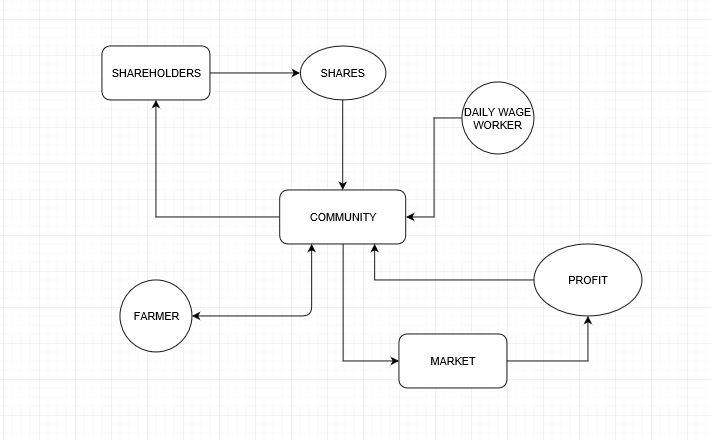 SHAREHOLDERS
SHARES
DAILY WAGE
WORKER
COMMUNITY
PROFIT
FARMER
MARKET